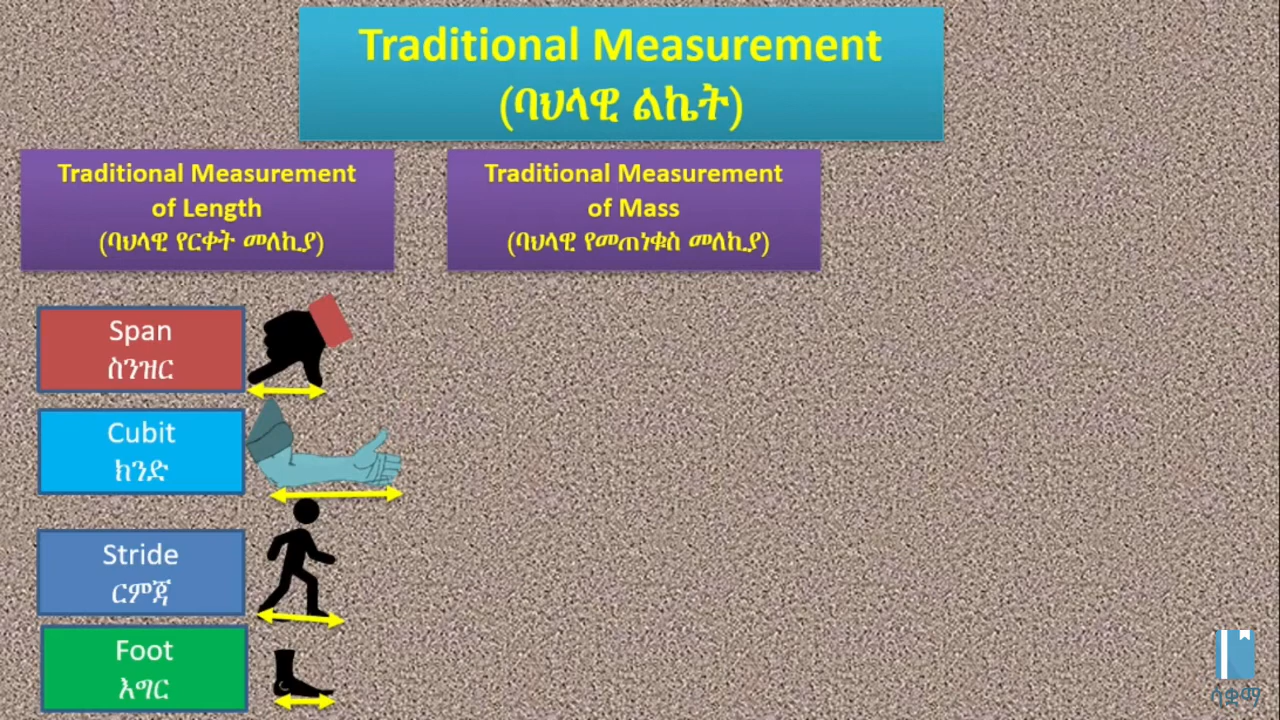 Traditional Measurement
(ባህላዊ ልኬት)
Traditional Measurement
of Length
(ባህላዊ የርቀት መለኪያ)
Traditional Measurement
of Mass
(ባህላዊ የመጠነቁስ መለኪያ)
Span
ስንዝር
Cubit
ክንድ
Stride
ርምጃ
Foot
እግር